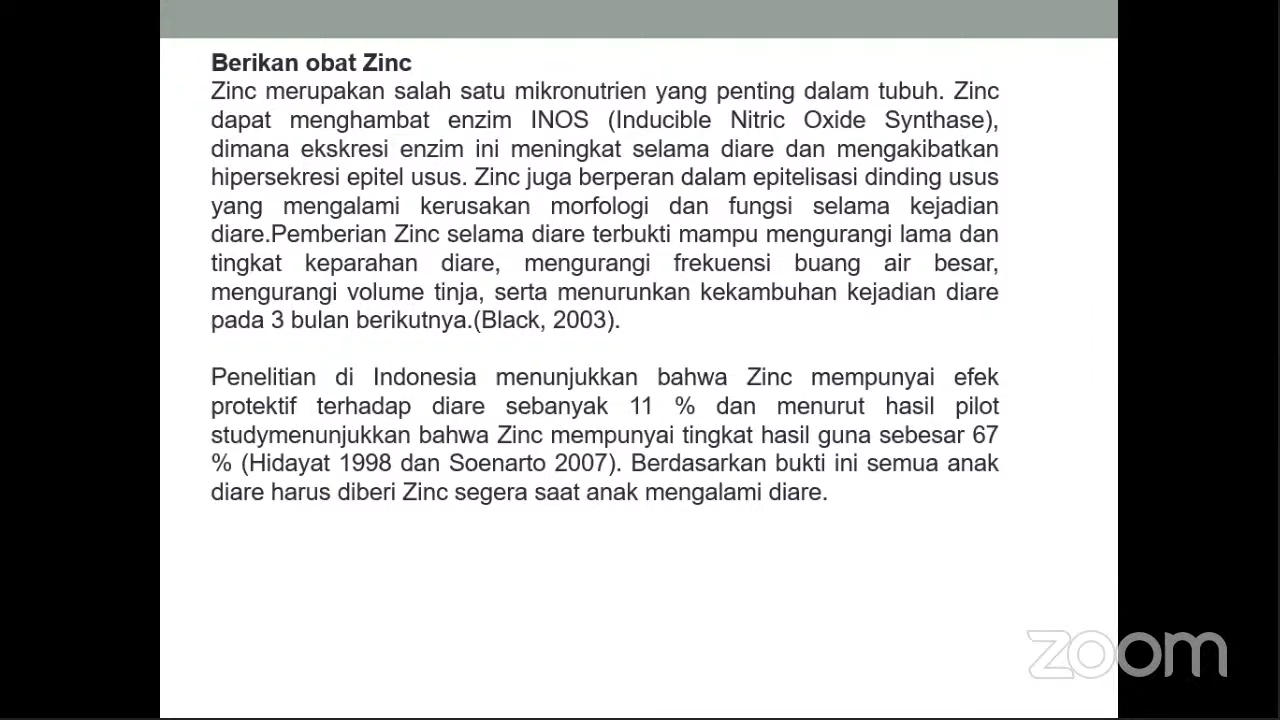 Berikan obat Zinc
Zinc merupakan salah satu mikronutrien yang penting dalam tubuh. Zinc
dapat menghambat enzim INOS (Inducible Nitric Oxide Synthase),
dimana ekskresi enzim ini meningkat selama diare dan mengakibatkan
hipersekresi epitel usus. Zinc juga berperan dalam epitelisasi dinding usus
yang mengalami kerusakan morfologi dan fungsi selama kejadian
diare.Pemberian Zinc selama diare terbukti mampu mengurangi lama dan
tingkat keparahan diare, mengurangi frekuensi buang air besar,
mengurangi volume tinja, serta menurunkan kekambuhan kejadian diare
pada 3 bulan berikutnya.(Black, 2003).
Penelitian di Indonesia menunjukkan bahwa Zinc mempunyai efek
protektif terhadap diare sebanyak 11 % dan menurut hasil pilot
studymenunjukkan bahwa Zinc mempunyai tingkat hasil guna sebesar 67
% (Hidayat 1998 dan Soenarto 2007). Berdasarkan bukti ini semua anak
diare harus diberi Zinc segera saat anak mengalami diare.
zoom